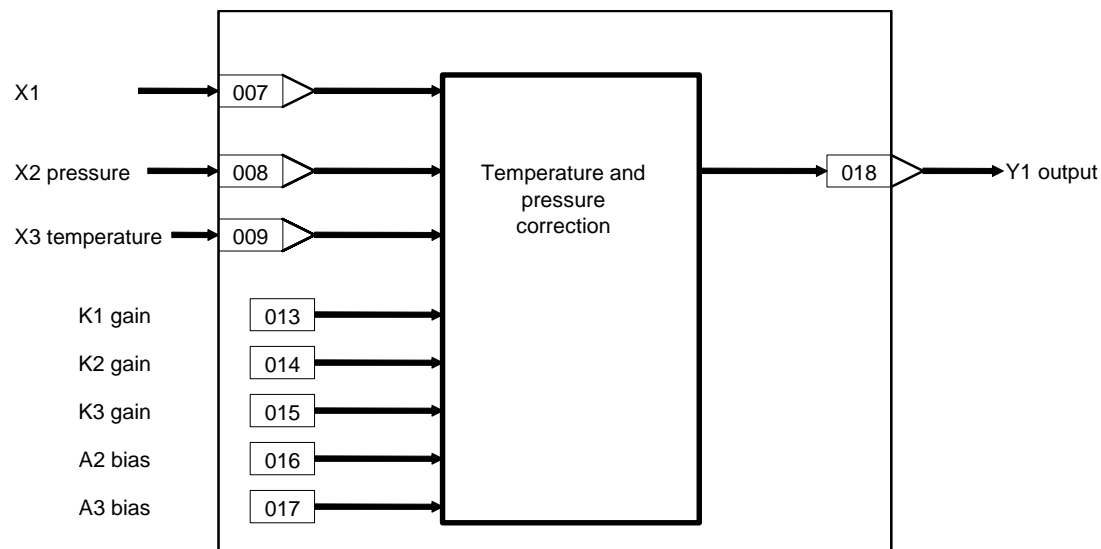 X1
007
X2 pressure
008
Temperature and
pressure
correction
018
Y1 output
X3 temperature
009
K1 gain
013
K2 gain
014
K3 gain
015
A2 bias
016
A3 bias
017